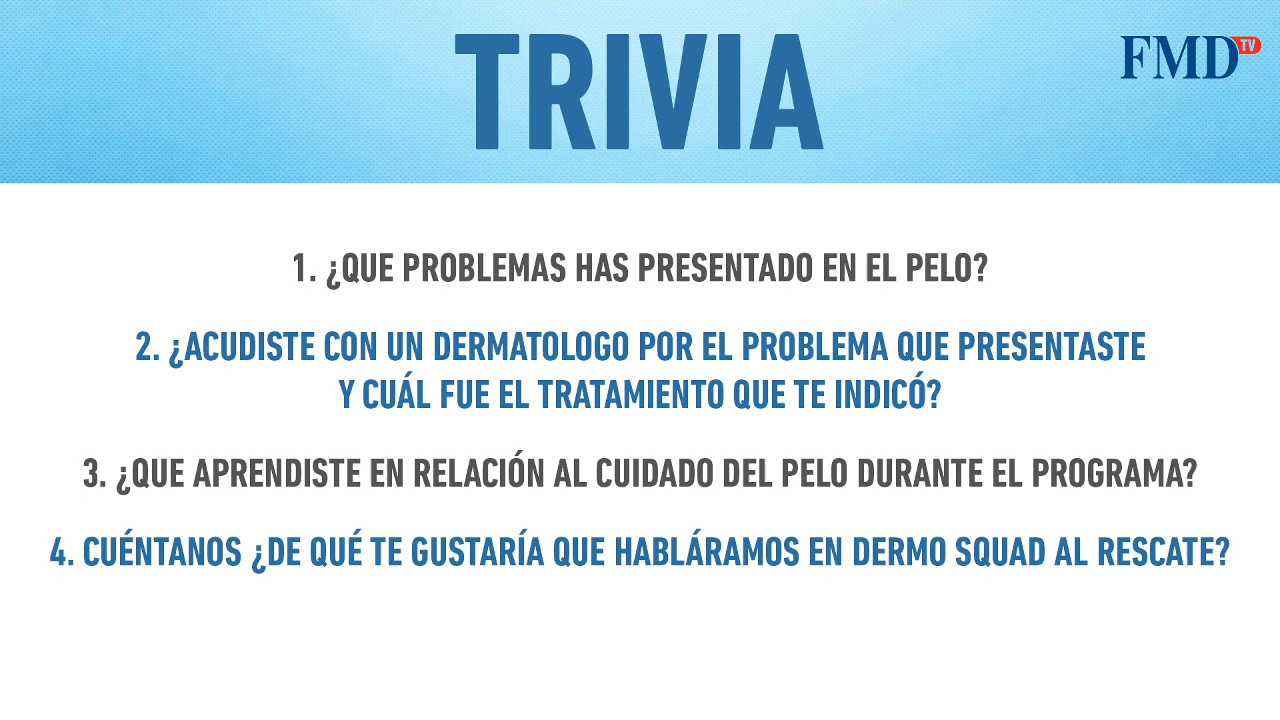 TRIVIA
FMD TV
1. ¿QUE PROBLEMAS HAS PRESENTADO EN EL PELO?
2. ¿ACUDISTE CON UN DERMATOLOGO POR EL PROBLEMA QUE PRESENTASTE
Y CUÁL FUE EL TRATAMIENTO QUE TE INDICÓ?
3. ¿QUE APRENDISTE EN RELACIÓN AL CUIDADO DEL PELO DURANTE EL PROGRAMA?
4. CUÉNTANOS ¿DE QUÉ TE GUSTARÍA QUE HABLÁRAMOS EN DERMO SQUAD AL RESCATE?